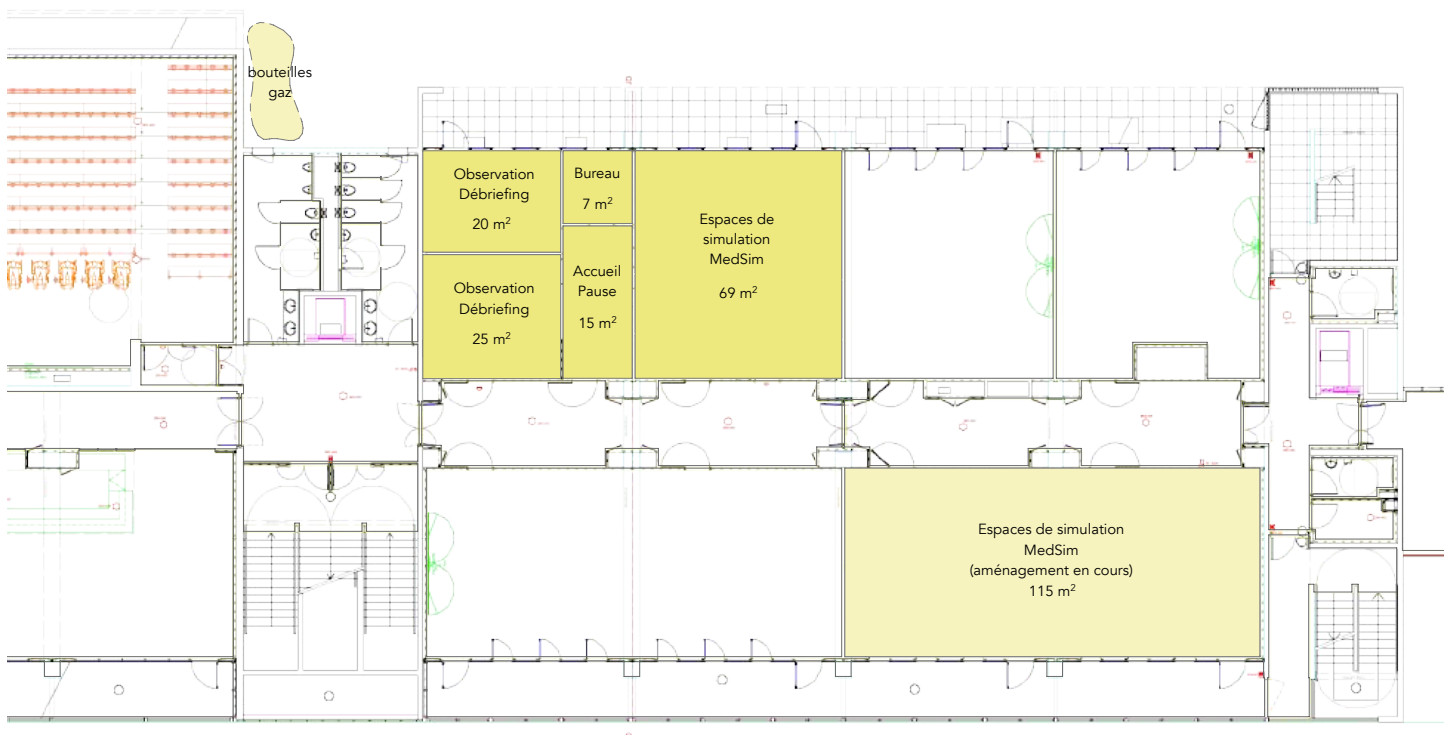 bouteilles
gaz
Observation
Débriefing
20 m²
Bureau
7 m²
Espaces de
simulation
MedSim
69 m²
Observation
Débriefing
25 m²
Accueil
Pause
15 m²
Espaces de simulation
MedSim
(aménagement en cours)
115 m²